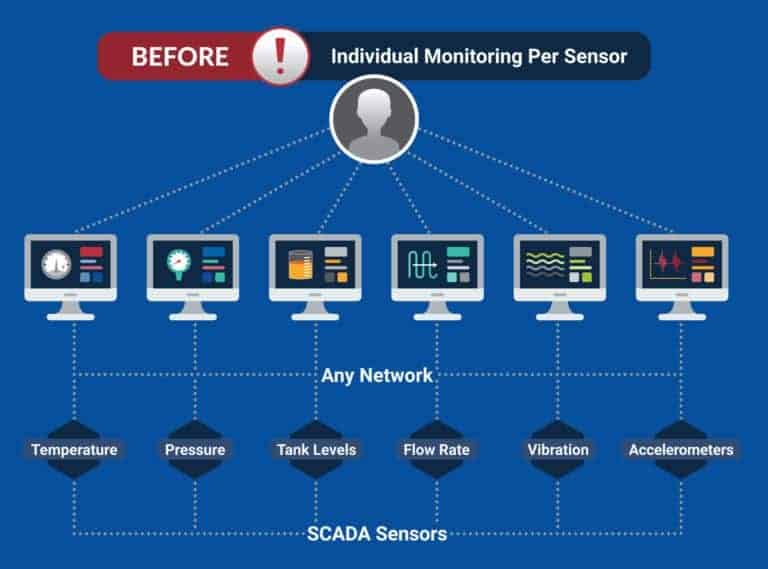 BEFORE ! Individual Monitoring Per Sensor
Any Network
Temperature Pressure Tank Levels Flow Rate Vibration Accelerometers
SCADA Sensors